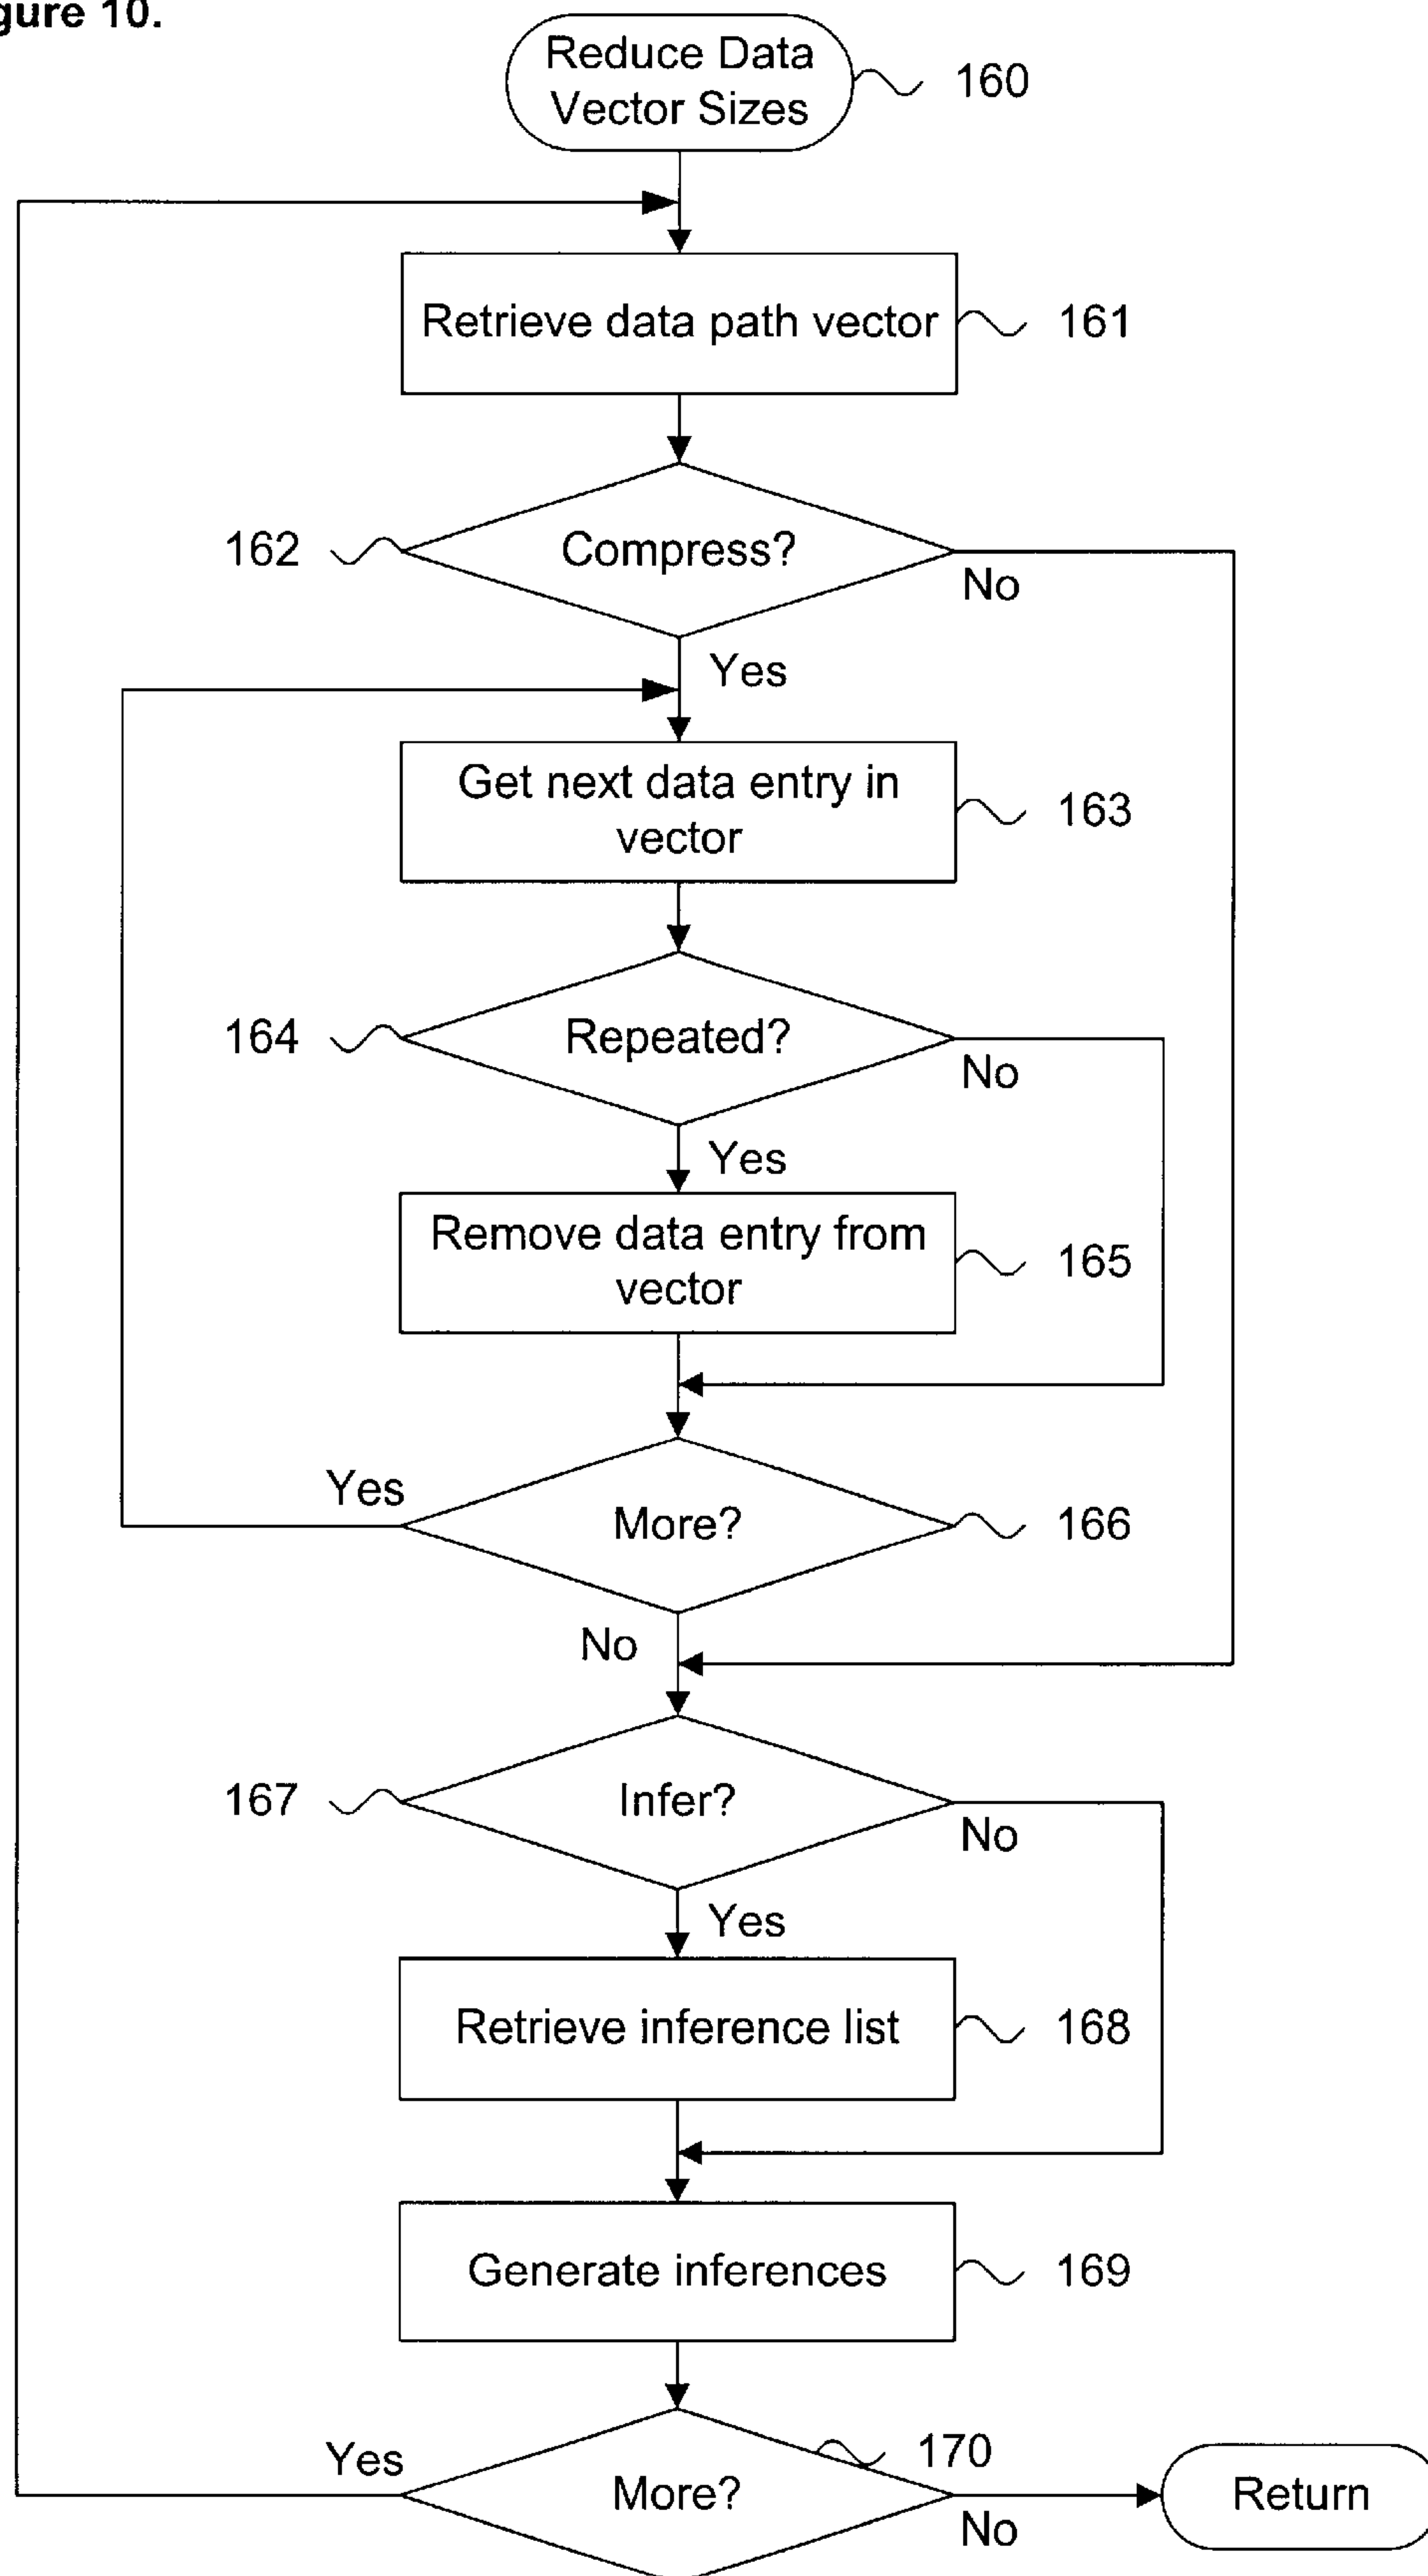 gure 10.
Reduce Data
Vector Sizes
160
Retrieve data path vector
161
162
Compress?
No
Yes
Get next data entry in
vector
163
164
Repeated?
No
Yes
Remove data entry from
vector
165
Yes
More?
166
No
167
Infer?
No
Yes
Retrieve inference list
168
Generate inferences
169
Yes
More?
170
No
Return